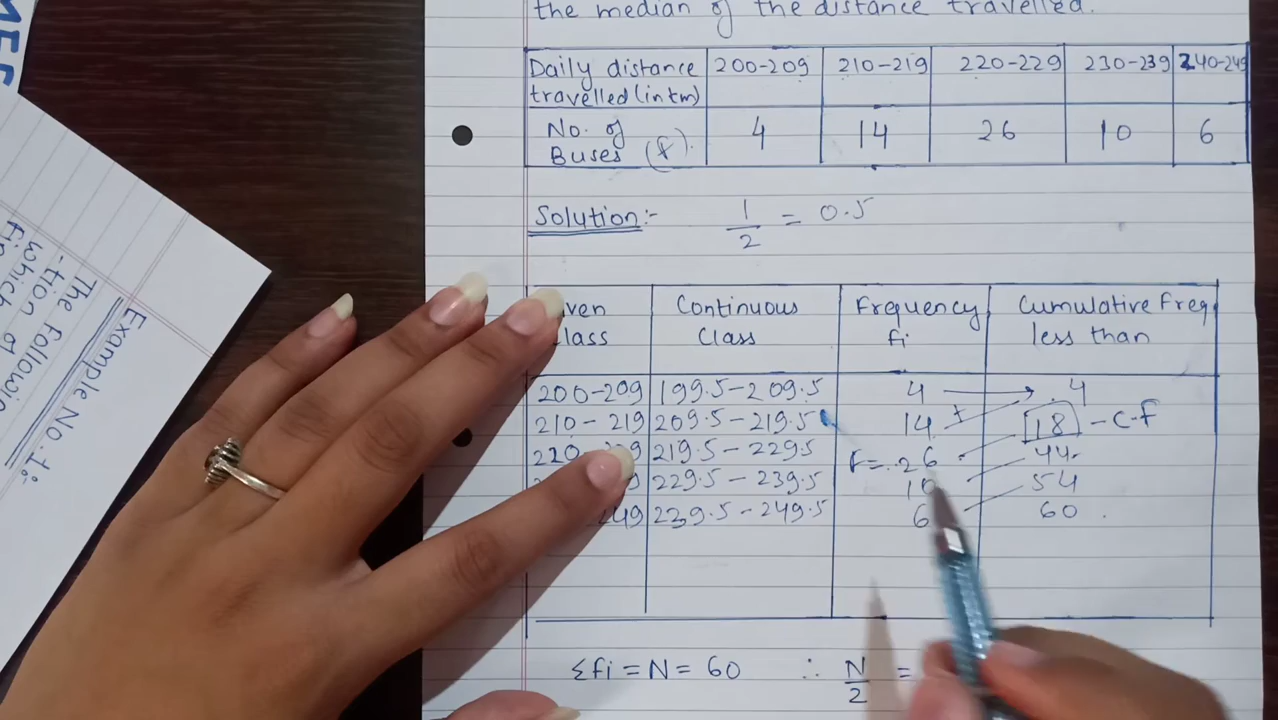 the median of the distance travelled.
Daily distance travelled (in km) 200-209 210-219 220-229 230-239 240-249
No. of Buses (f). 4 14 26 10 6
Solution:- 1/2 = 0.5
Class Continuous Class Frequency fi Cumulative Freq. less than
200-209 199.5-209.5 4 4
210-219 209.5-219.5 14 + 18 - C.F
219.5-229.5 F = 26 44
229.5-239.5 10 54
239.5-249.5 6 60
Σfi = N = 60 ∴ N/2 =
Example No. 1:
The following
which